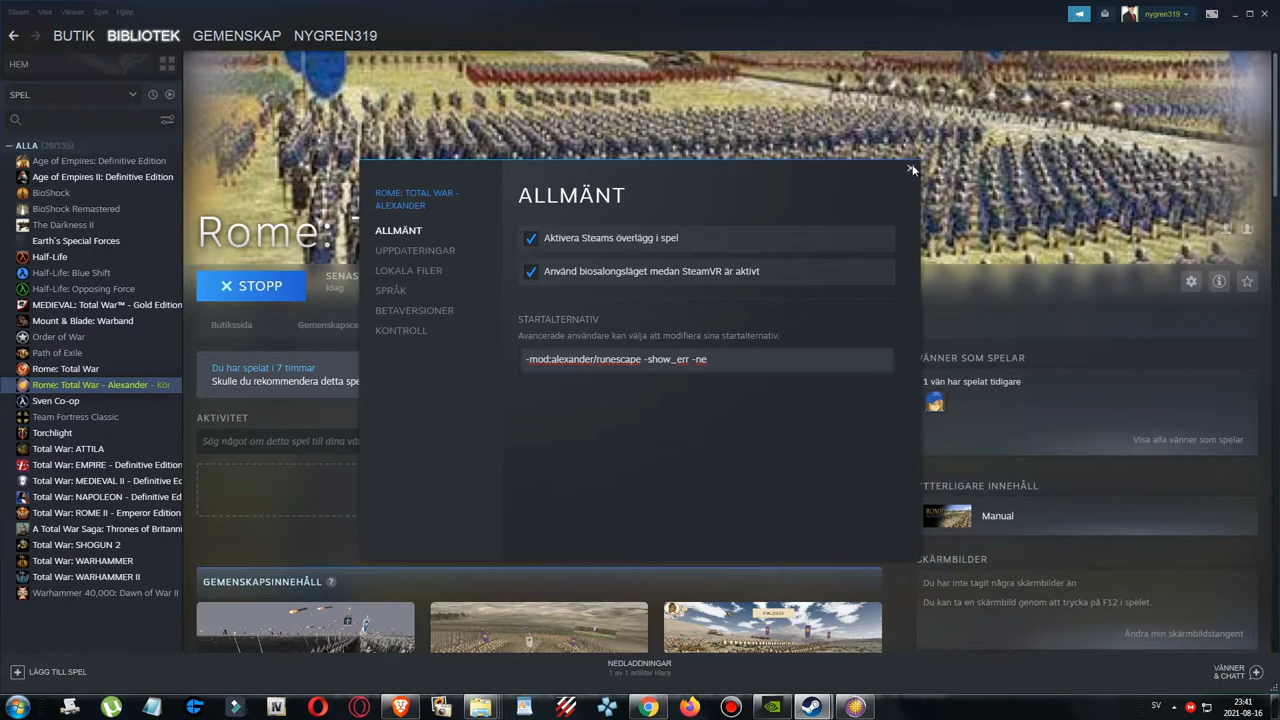 Steam Visa Vänner Spel Hjälp
nygren319
BUTIK BIBLIOTEK GEMENSKAP NYGREN319
HEM
SPEL
ALLA (28/135)
Age of Empires: Definitive Edition
Age of Empires II: Definitive Edition
BioShock
BioShock Remastered
The Darkness II
Earth's Special Forces
Half-Life
Half-Life: Blue Shift
Half-Life: Opposing Force
MEDIEVAL: Total War™ - Gold Edition
Mount & Blade: Warband
Order of War
Path of Exile
Rome: Total War
Rome: Total War - Alexander - Kör
Sven Co-op
Team Fortress Classic
Torchlight
Total War: ATTILA
Total War: EMPIRE - Definitive Edition
Total War: MEDIEVAL II - Definitive Edition
Total War: NAPOLEON - Definitive Ed
Total War: ROME II - Emperor Edition
A Total War Saga: Thrones of Britanni
Total War: SHOGUN 2
Total War: WARHAMMER
Total War: WARHAMMER II
Warhammer 40,000: Dawn of War II
LÄGG TILL SPEL
Rome: T
STOPP
SENAS
Idag
Butikssida Gemenskapsce
Du har spelat i 7 timmar
Skulle du rekommendera detta spe
AKTIVITET
Säg något om detta spel till dina vä
ROME: TOTAL WAR -
ALEXANDER
ALLMÄNT
UPPDATERINGAR
LOKALA FILER
SPRÅK
BETAVERSIONER
KONTROLL
ALLMÄNT
Aktivera Steams överlägg i spel
Använd biosalongsläget medan SteamVR är aktivt
STARTALTERNATIV
Avancerade användare kan välja att modifiera sina startalternativ.
-mod:alexander/runescape -show_err -ne
VÄNNER SOM SPELAR
1 vän har spelat tidigare
Visa alla vänner som spelar
YTTERLIGARE INNEHÅLL
Manual
SKÄRMBILDER
Du har inte tagit några skärmbilder än
Du kan ta en skärmbild genom att trycka på F12 i spelet.
Ändra min skärmbildstangent
GEMENSKAPSINNEHÅLL ?
PAUSED
NEDLADDNINGAR
1 av 1 artiklar klara
VÄNNER
& CHATT
SV
23:41
2021-08-16